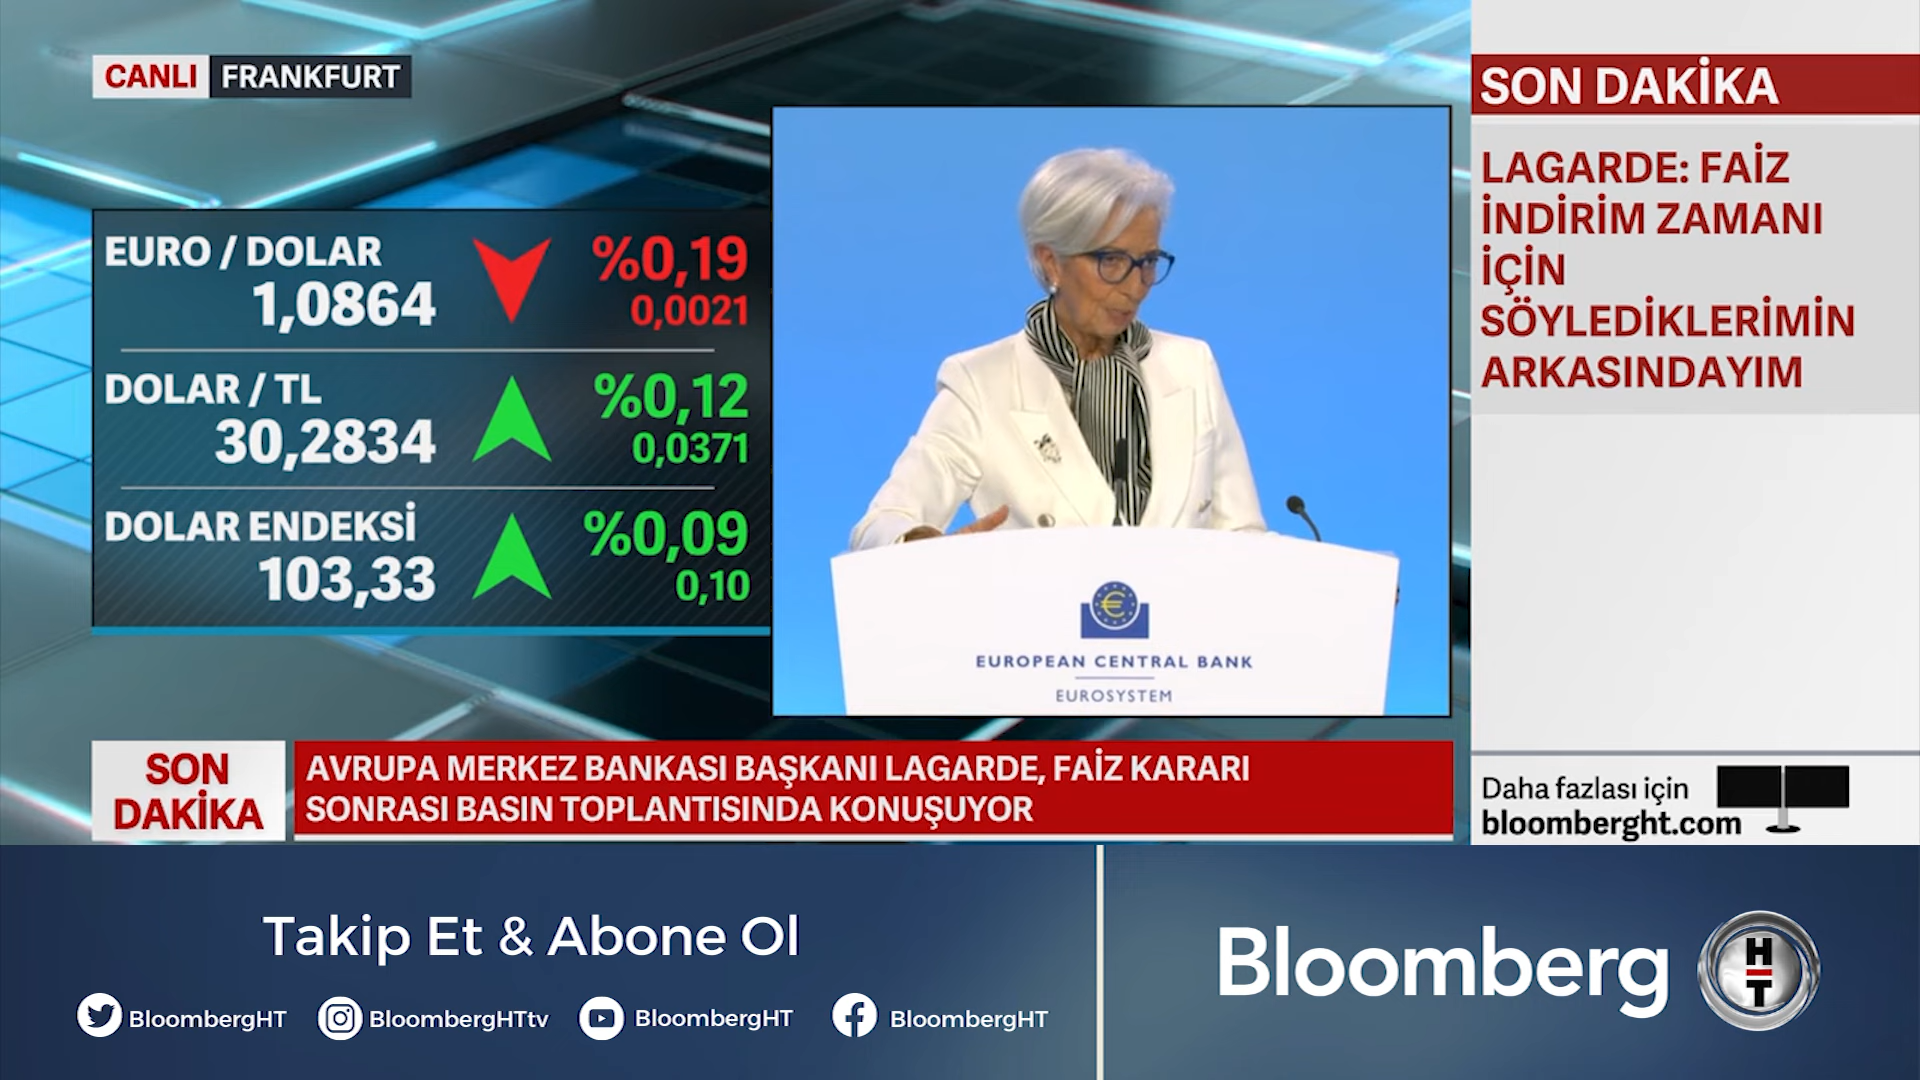 CANLI FRANKFURT
EURO / DOLAR
1,0864
%0,19
0,0021
DOLAR / TL
30,2834
%0,12
0,0371
DOLAR ENDEKSİ
103,33
%0,09
0,10
EUROPEAN CENTRAL BANK
EUROSYSTEM
SON DAKİKA
LAGARDE: FAİZ
İNDİRİM ZAMANI
İÇİN
SÖYLEDİKLERİMİN
ARKASINDAYIM
SON
DAKİKA
AVRUPA MERKEZ BANKASI BAŞKANI LAGARDE, FAİZ KARARI
SONRASI BASIN TOPLANTISINDA KONUŞUYOR
Daha fazlası için
bloomberght.com
Takip Et & Abone Ol
BloombergHT BloombergHTtv BloombergHT BloombergHT
Bloomberg HT